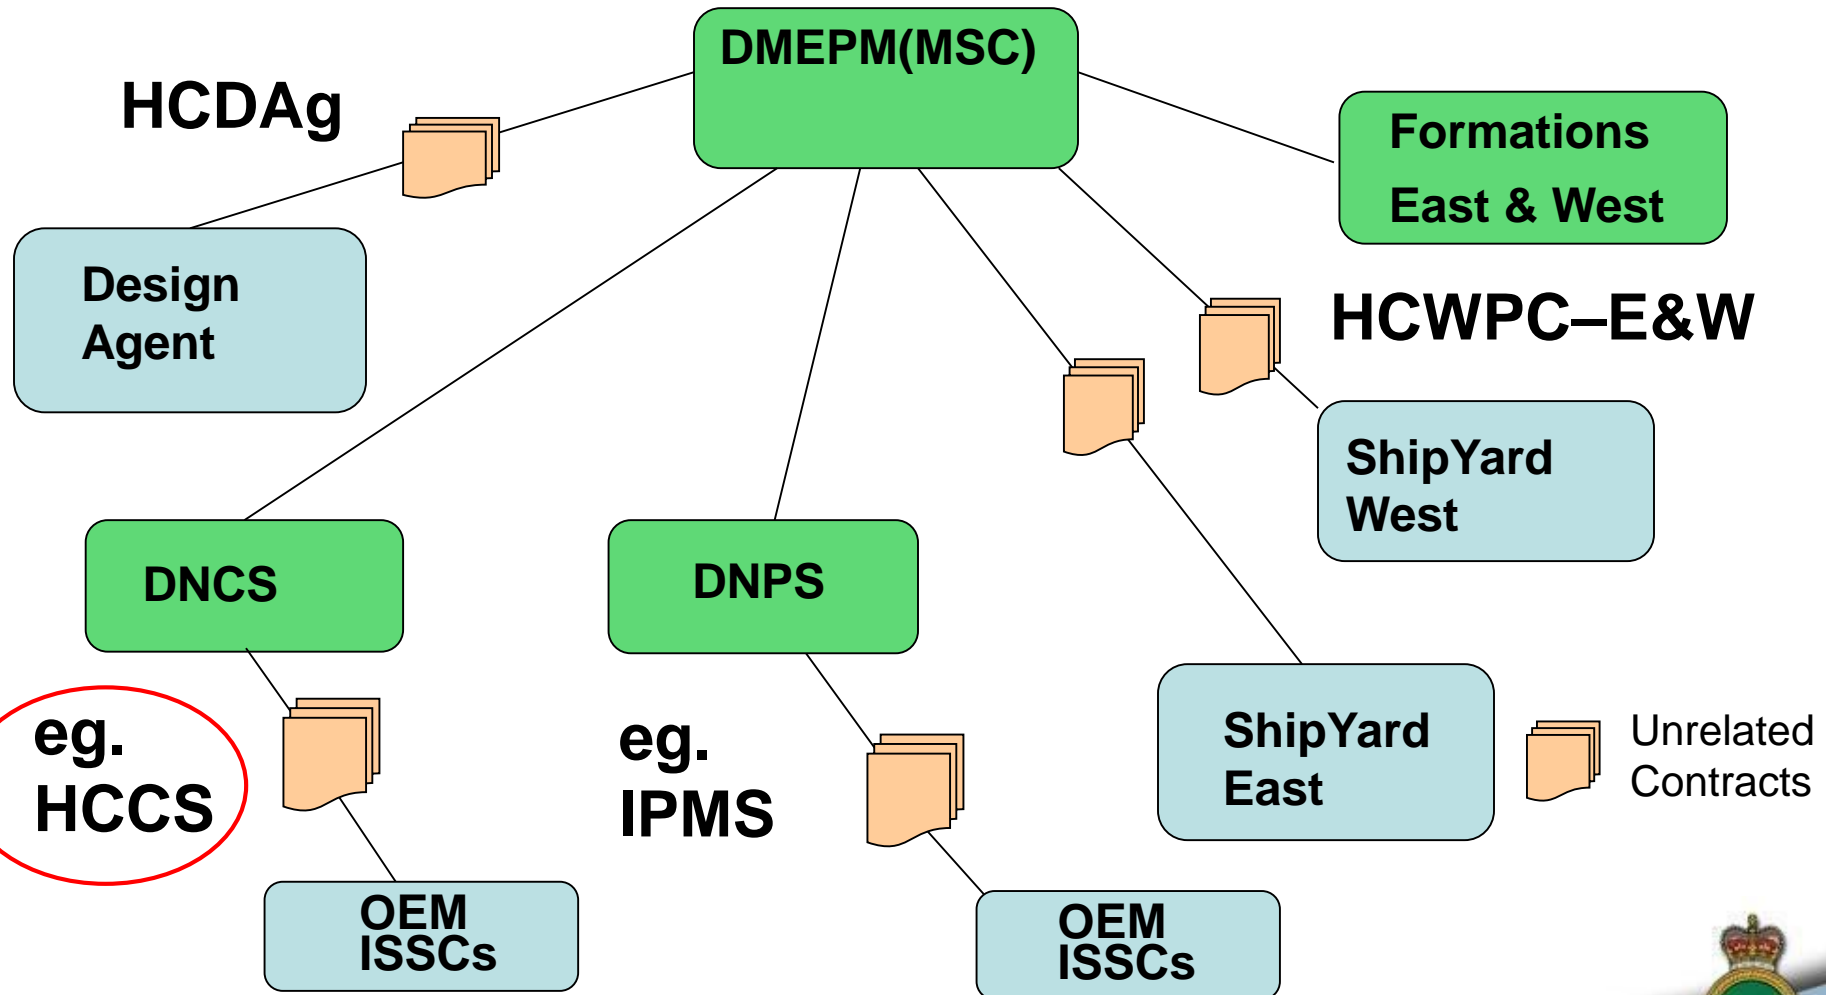 DMEPM(MSC)
HCDAg
Formations
East & West
Design
Agent
HCWPC–E&W
ShipYard
West
DNCS
DNPS
eg.
HCCS
eg.
IPMS
ShipYard
East
Unrelated
Contracts
OEM
ISSCs
OEM
ISSCs